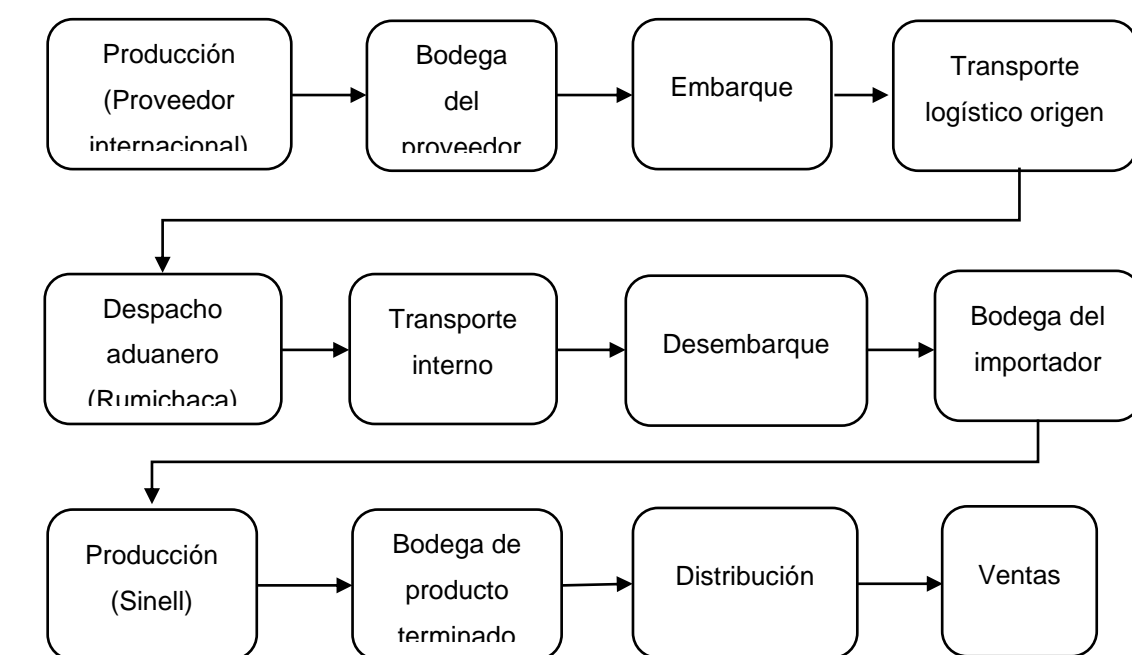 Producción
(Proveedor
internacional)
Bodega
del
proveedor
Embarque
Transporte
logístico origen
Despacho
aduanero
(Rumichaca)
Transporte
interno
Desembarque
Bodega del
importador
Producción
(Sinell)
Bodega de
producto
terminado
Distribución
Ventas